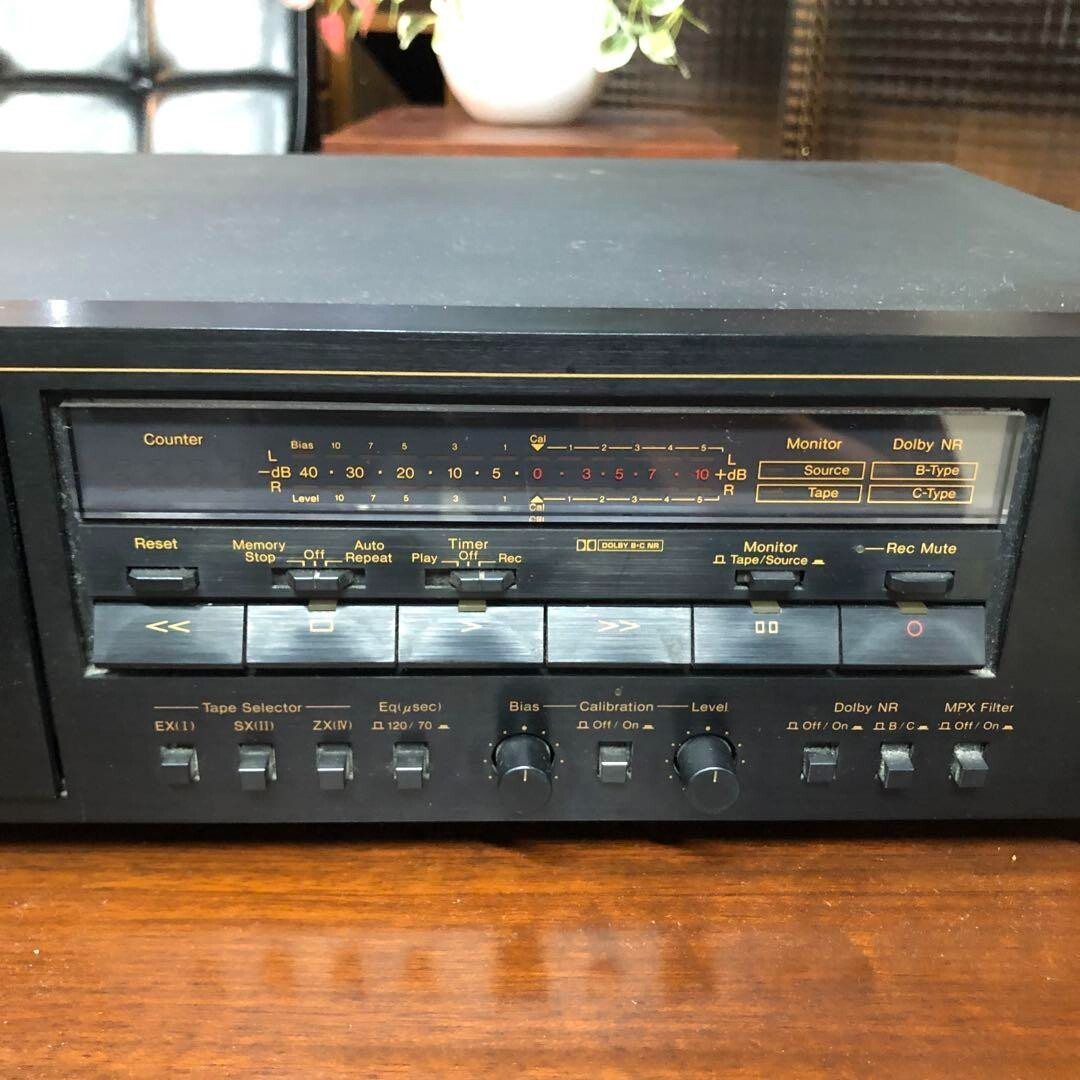 Counter
Bias 10 7 5 3 1 Cal 1 2 3 4 5
L
-dB 40 · 30 · 20 · 10 · 5 · 0 · 3 · 5 · 7 · 10 +dB
R
L
R
Level 10 7 5 3 1 Cal 1 2 3 4 5
Monitor
Source
Tape
Dolby NR
B-Type
C-Type
Reset
Memory Stop Off Auto Repeat
Timer
Play Off Rec
DOLBY B-C NR
Monitor
Tape/Source
Rec Mute
<< □ > >> ▯▯ ○
Tape Selector
EX(I) SX(II) ZX(IV)
Eq(μsec)
120/70
Bias Calibration Level
Off/On
Dolby NR
Off/On B/C
MPX Filter
Off/On